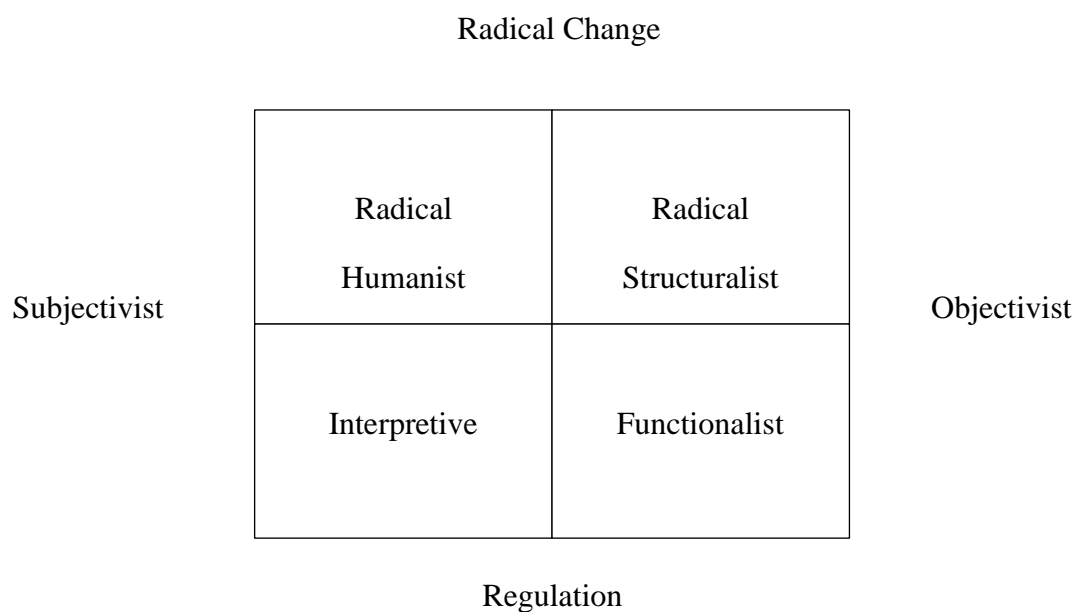 Radical Change
Radical
Humanist
Radical
Structuralist
Subjectivist
Objectivist
Interpretive
Functionalist
Regulation